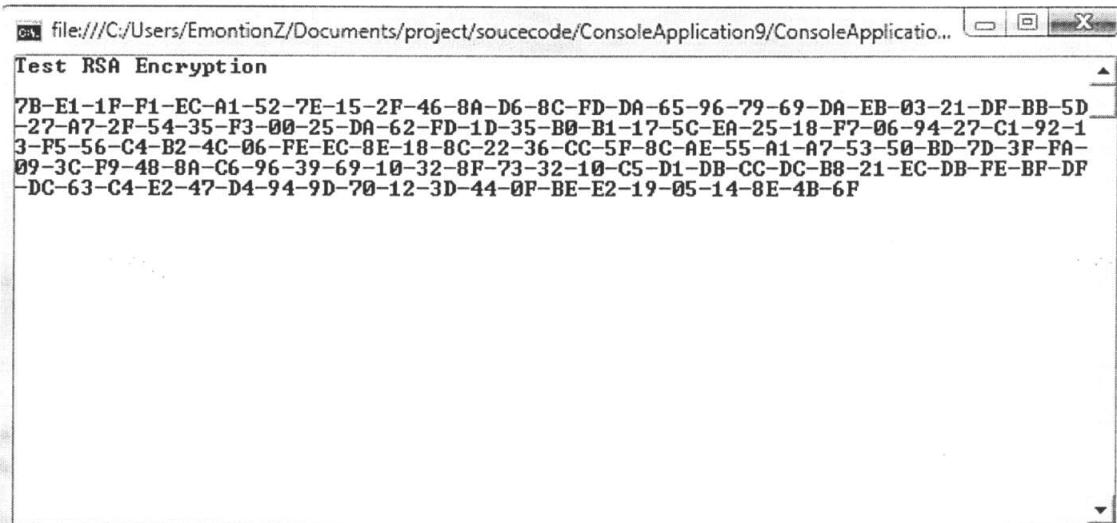 C:\. file:///C:/Users/EmontionZ/Documents/project/soucecode/ConsoleApplication9/ConsoleApplicatio...
Test RSA Encryption
7B-E1-1F-F1-EC-A1-52-7E-15-2F-46-8A-D6-8C-FD-DA-65-96-79-69-DA-EB-03-21-DF-BB-5D
-27-A7-2F-54-35-F3-00-25-DA-62-FD-1D-35-B0-B1-17-5C-EA-25-18-F7-06-94-27-C1-92-1
3-F5-56-C4-B2-4C-06-FE-EC-8E-18-8C-22-36-CC-5F-8C-AE-55-A1-A7-53-50-BD-7D-3F-FA-
09-3C-F9-48-8A-C6-96-39-69-10-32-8F-73-32-10-C5-D1-DB-CC-DC-B8-21-EC-DB-FE-BF-DF
-DC-63-C4-E2-47-D4-94-9D-70-12-3D-44-0F-BE-E2-19-05-14-8E-4B-6F